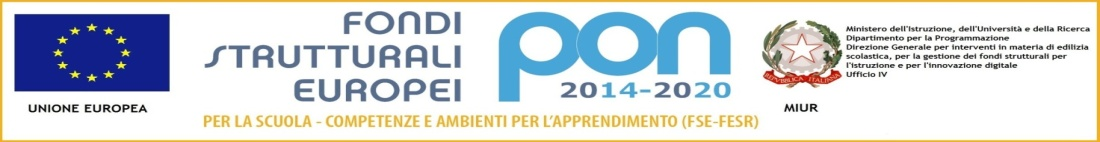 UNIONE EUROPEA
FONDI
STRUTTURALI
EUROPEI
pon
2014-2020
PER LA SCUOLA - COMPETENZE E AMBIENTI PER L'APPRENDIMENTO (FSE-FESR)
REPVBBLICA ITALIANA
MIUR
Ministero dell'Istruzione, dell'Università e della Ricerca
Dipartimento per la Programmazione
Direzione Generale per interventi in materia di edilizia
scolastica, per la gestione dei fondi strutturali per
l'istruzione e per l'innovazione digitale
Ufficio IV